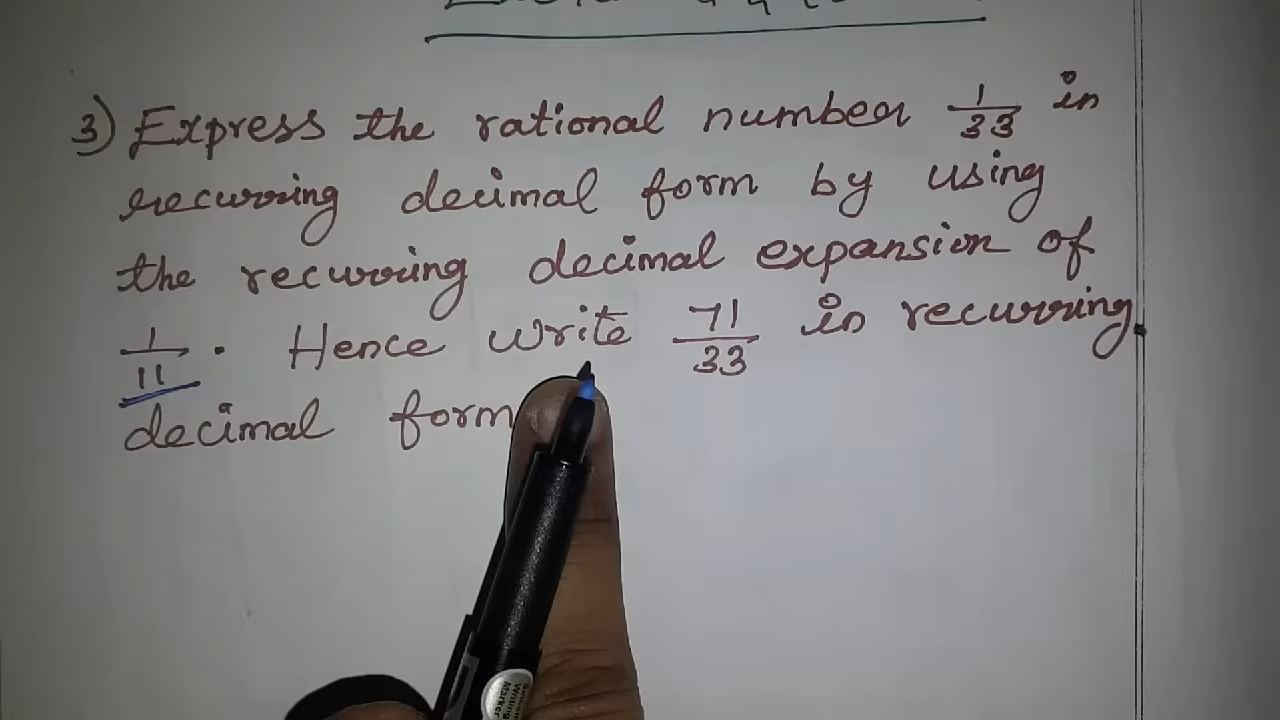 3) Express the rational number 1/33 in
recurring decimal form by using
the recurring decimal expansion of
1/11. Hence write 71/33 in recurring
decimal form